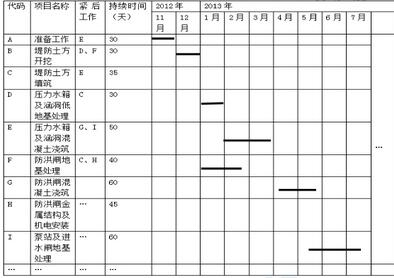 代码 项目名称 紧后 持续时间 2012 年 2013 年
工作 (天) 11 12 1 月 2 月 3 月 4 月 5 月 6 月 7 月
月 月
A 准备工作 E 30
B 堤防土方 D、F 30
开挖
C 堤防土方 E 35
填筑
D 压力水箱 C 30
及涵洞低
地基处理
E 压力水箱 G、I 50
及涵洞混
凝土浇筑
…
F 防洪闸地 C、H 40
基处理
G 防洪闸混 60
凝土浇筑
H 防洪闸金 … 45
属结构及
机电安装
I 泵站及进 … 60
水闸地基
处理
…… …… … …